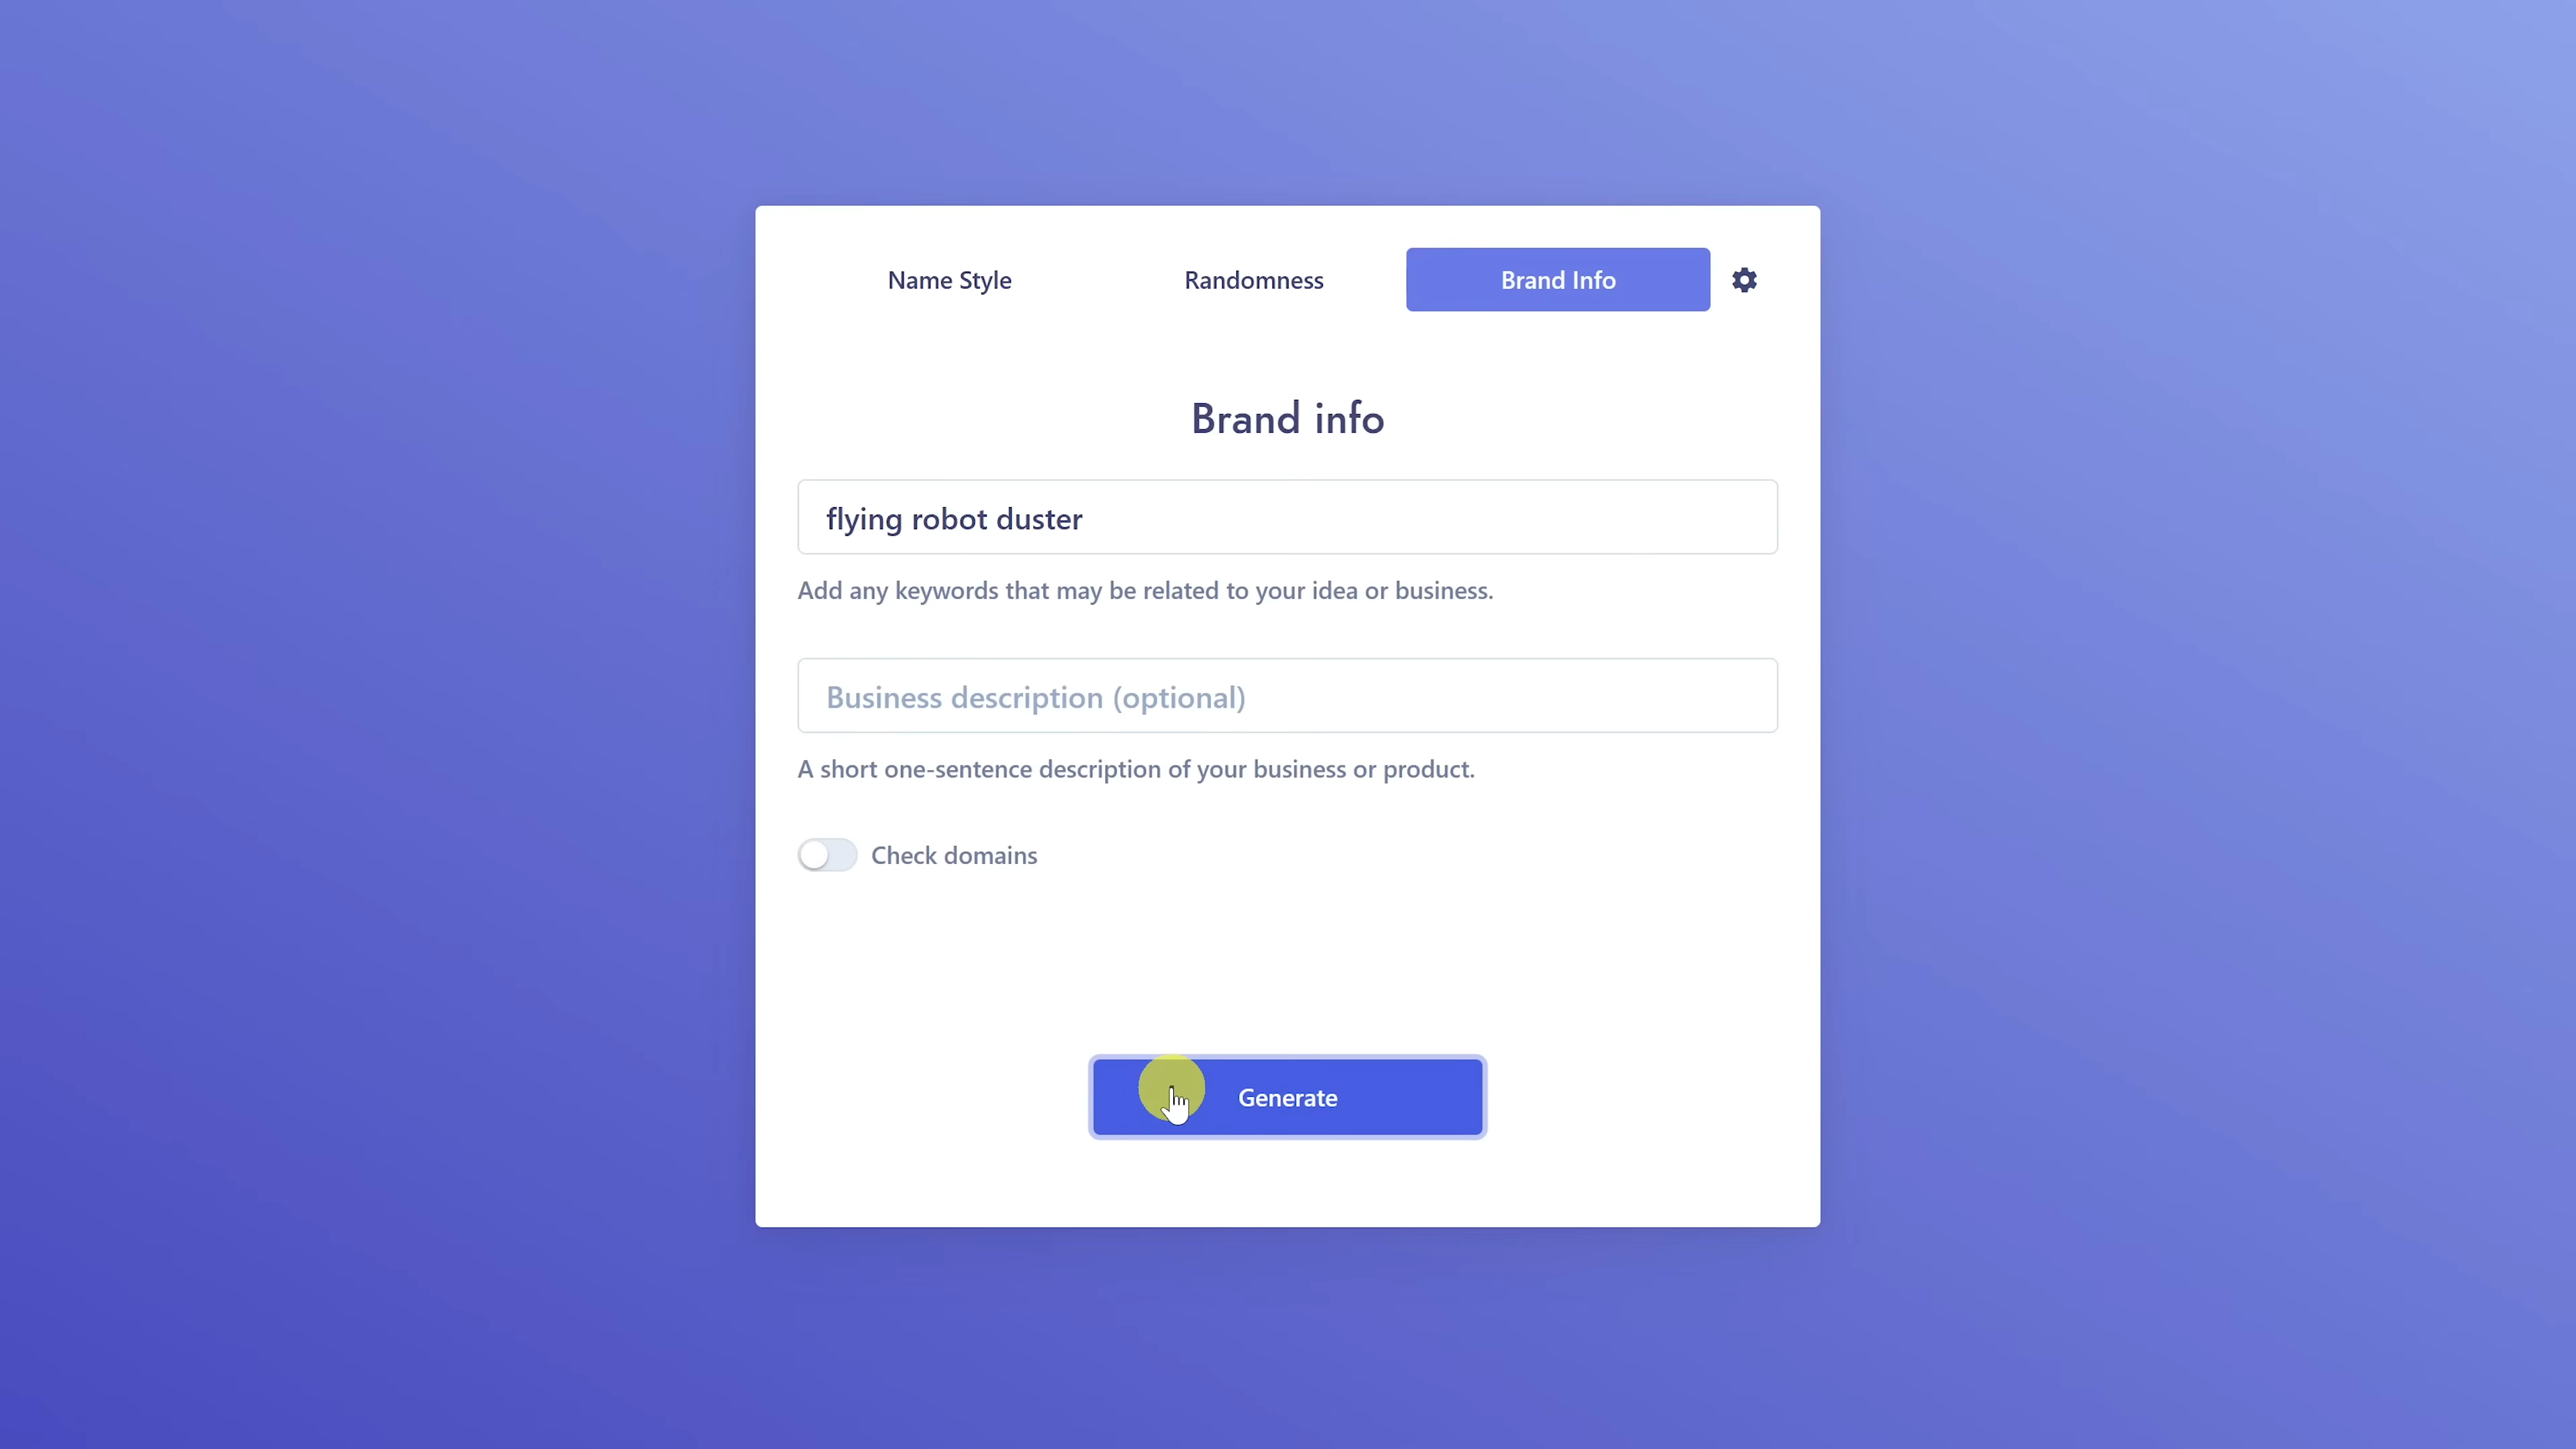 Name Style
Randomness
Brand Info
Brand info
flying robot duster
Add any keywords that may be related to your idea or business.
Business description (optional)
A short one-sentence description of your business or product.
Check domains
Generate